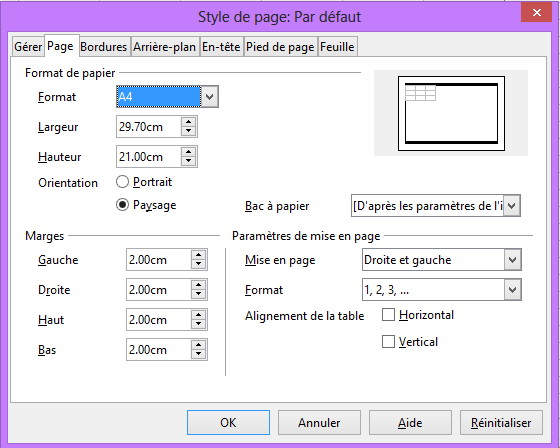 Style de page: Par défaut
Gérer Page Bordures Arrière-plan En-tête Pied de page Feuille
Format de papier
Format A4
Largeur 29.70cm
Hauteur 21.00cm
Orientation Portrait
Paysage Bac à papier [D'après les paramètres de l'i
Marges Paramètres de mise en page
Gauche 2.00cm Mise en page Droite et gauche
Droite 2.00cm Format 1, 2, 3, ...
Haut 2.00cm Alignement de la table Horizontal
Bas 2.00cm Vertical
OK Annuler Aide Réinitialiser